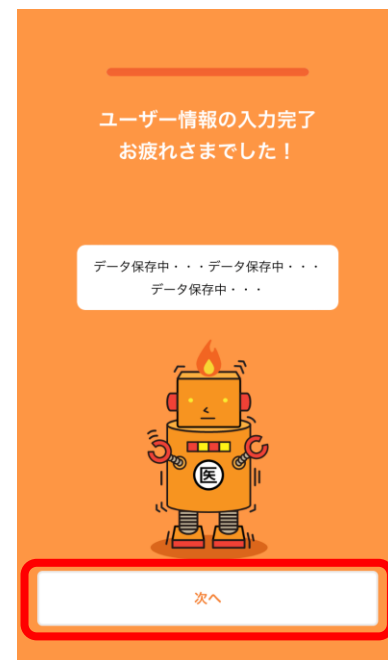 ユーザー情報の入力完了
お疲れさまでした！
データ保存中・・・データ保存中・・・
データ保存中・・・
医
次へ